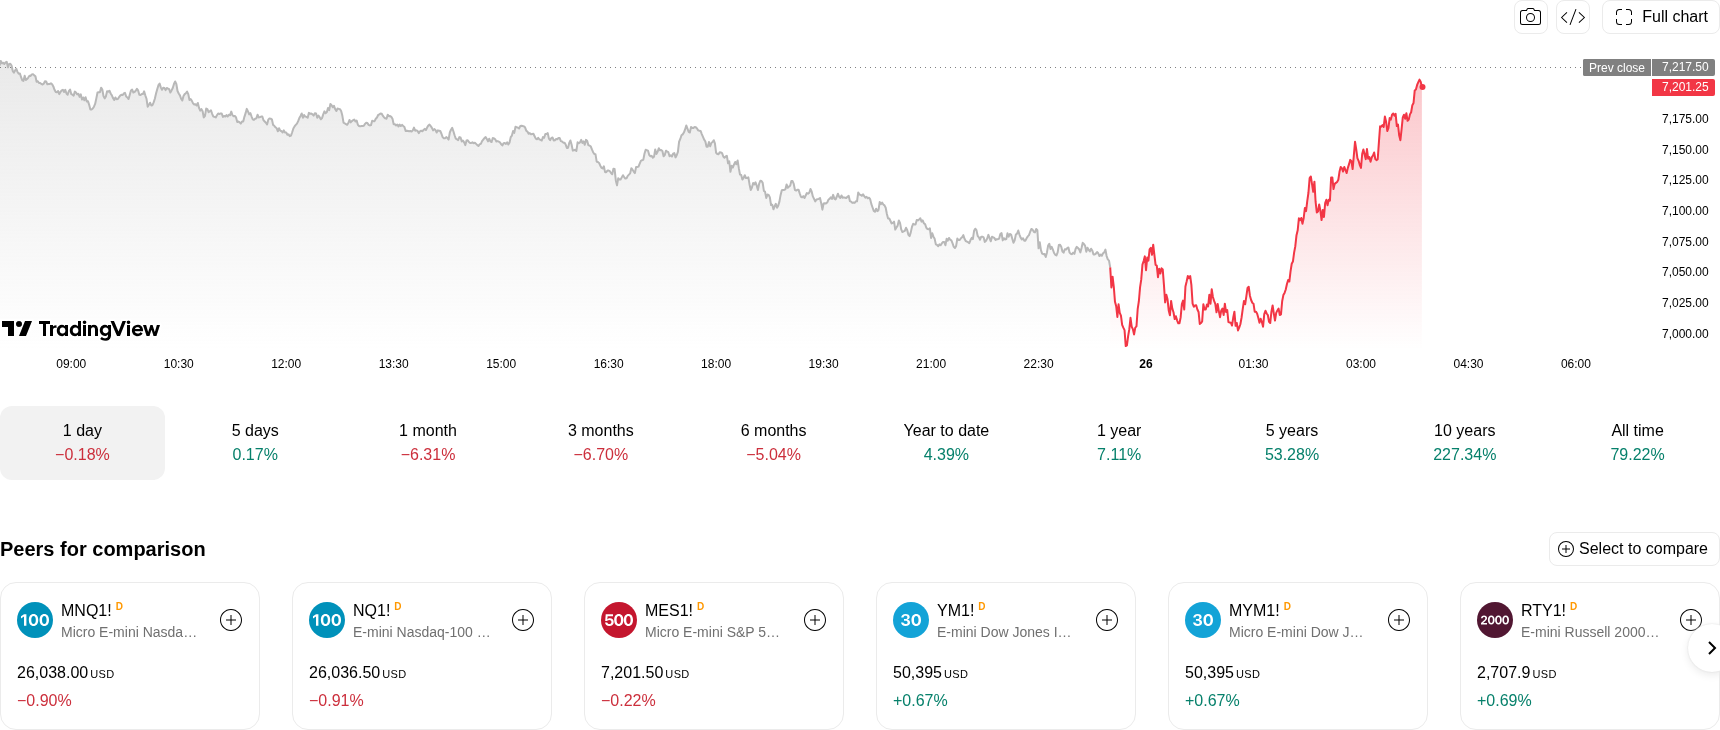 Full chart
Prev close 7,217.50
7,201.25
7,175.00
7,150.00
7,125.00
7,100.00
7,075.00
7,050.00
7,025.00
7,000.00
TradingView
09:00 10:30 12:00 13:30 15:00 16:30 18:00 19:30 21:00 22:30 26 01:30 03:00 04:30 06:00
1 day 5 days 1 month 3 months 6 months Year to date 1 year 5 years 10 years All time
−0.18% 0.17% −6.31% −6.70% −5.04% 4.39% 7.11% 53.28% 227.34% 79.22%
Peers for comparison
Select to compare
100 MNQ1! D
Micro E-mini Nasda…
26,038.00 USD
−0.90%
100 NQ1! D
E-mini Nasdaq-100 …
26,036.50 USD
−0.91%
500 MES1! D
Micro E-mini S&P 5…
7,201.50 USD
−0.22%
30 YM1! D
E-mini Dow Jones I…
50,395 USD
+0.67%
30 MYM1! D
Micro E-mini Dow J…
50,395 USD
+0.67%
2000 RTY1! D
E-mini Russell 2000…
2,707.9 USD
+0.69%